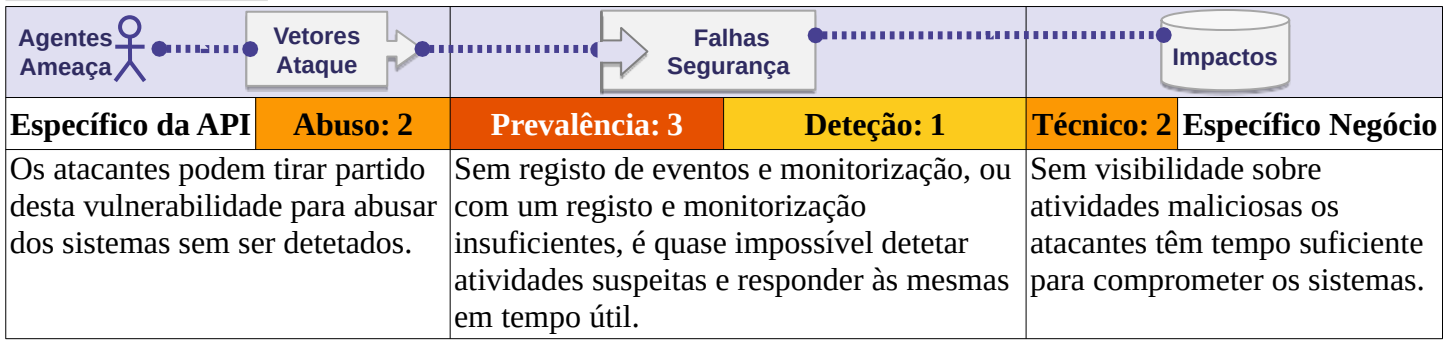 Agentes
Ameaça
Vetores
Ataque
Falhas
Segurança
Impactos
Específico da API
Abuso: 2
Prevalência: 3
Deteção: 1
Técnico: 2
Específico Negócio
Os atacantes podem tirar partido
desta vulnerabilidade para abusar
dos sistemas sem ser detetados.
Sem registo de eventos e monitorização, ou
com um registo e monitorização
insuficientes, é quase impossível detetar
atividades suspeitas e responder às mesmas
em tempo útil.
Sem visibilidade sobre
atividades maliciosas os
atacantes têm tempo suficiente
para comprometer os sistemas.